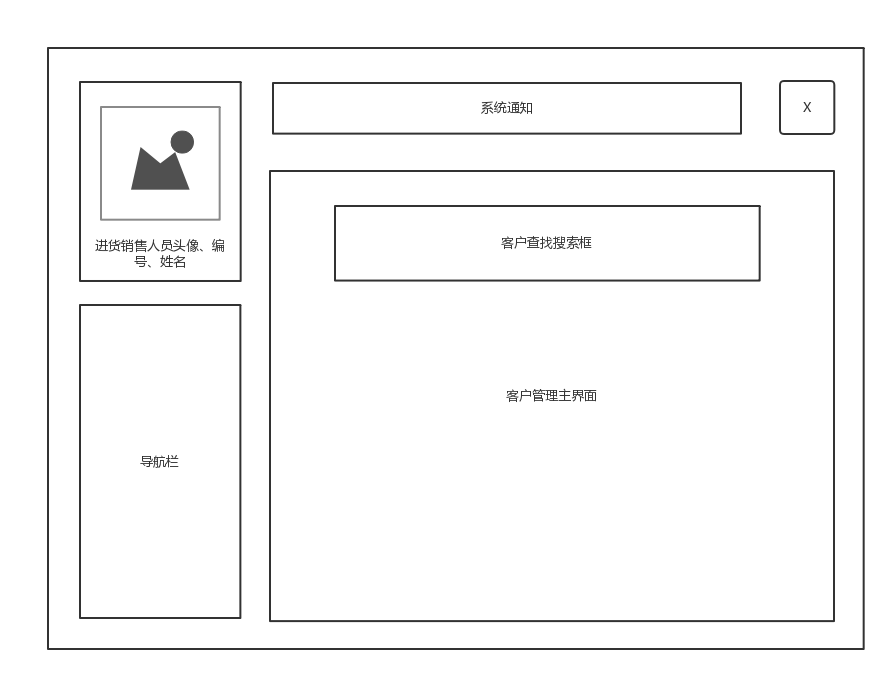 系统通知
X
进货销售人员头像、编
号、姓名
客户查找搜索框
客户管理主界面
导航栏